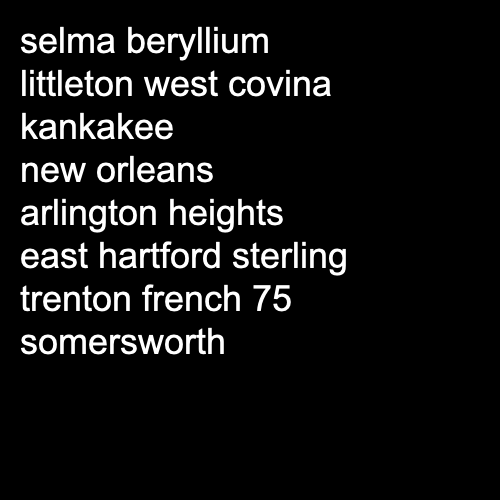 selma beryllium
littleton west covina
kankakee
new orleans
arlington heights
east hartford sterling
trenton french 75
somersworth